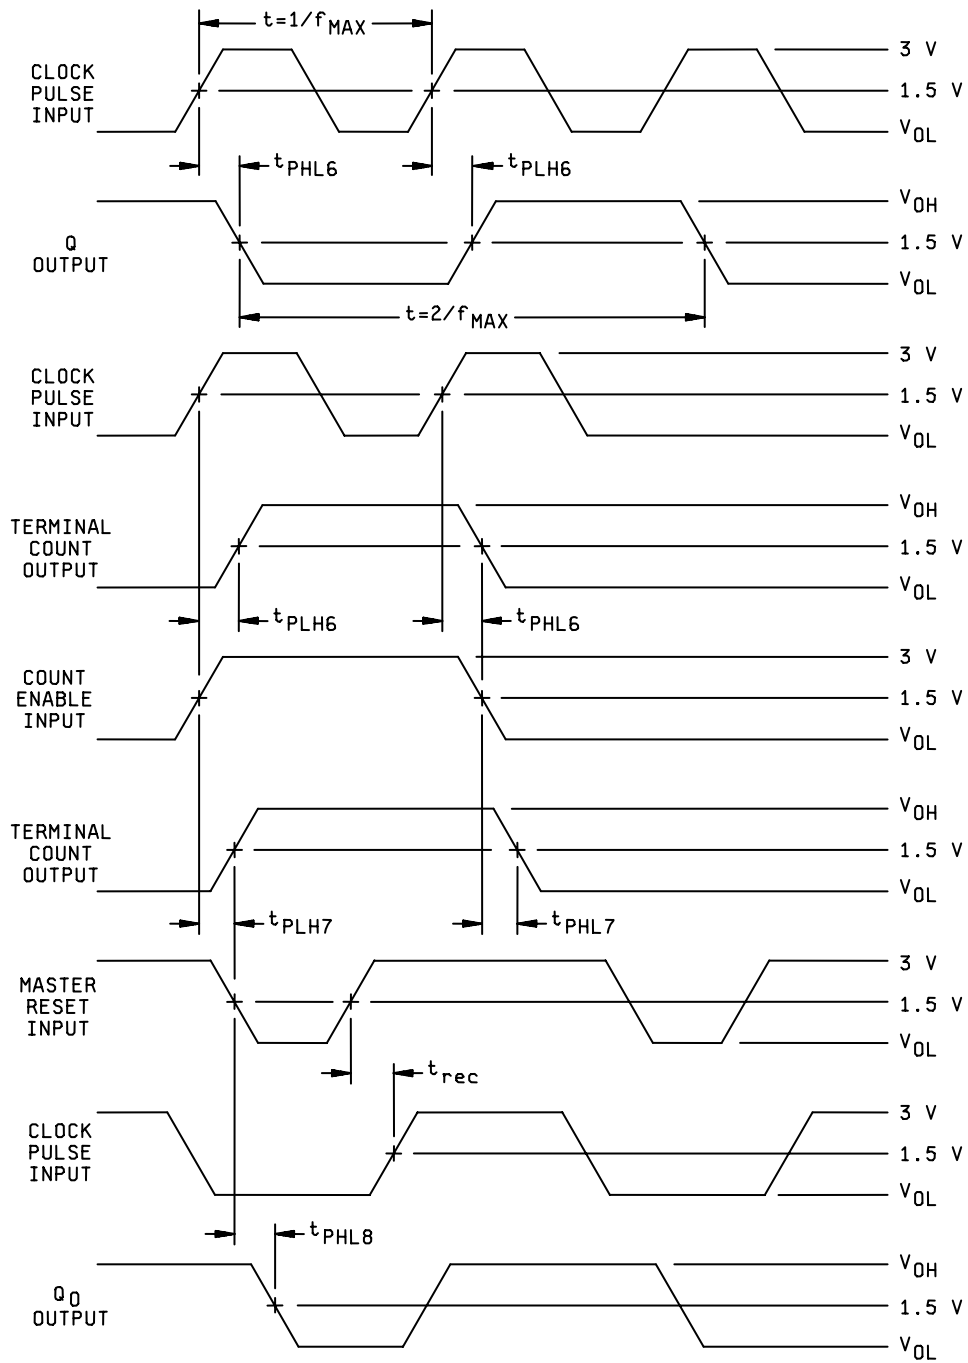 t=1/fMAX
3 V
CLOCK
PULSE
INPUT
1.5 V
VOL
tPHL6
tPLH6
VOH
Q
OUTPUT
1.5 V
VOL
t=2/fMAX
3 V
CLOCK
PULSE
INPUT
1.5 V
VOL
VOH
TERMINAL
COUNT
OUTPUT
1.5 V
VOL
tPLH6
tPHL6
3 V
COUNT
ENABLE
INPUT
1.5 V
VOL
VOH
TERMINAL
COUNT
OUTPUT
1.5 V
VOL
tPLH7
tPHL7
3 V
MASTER
RESET
INPUT
1.5 V
VOL
trec
3 V
CLOCK
PULSE
INPUT
1.5 V
VOL
tPHL8
VOH
Q0
OUTPUT
1.5 V
VOL